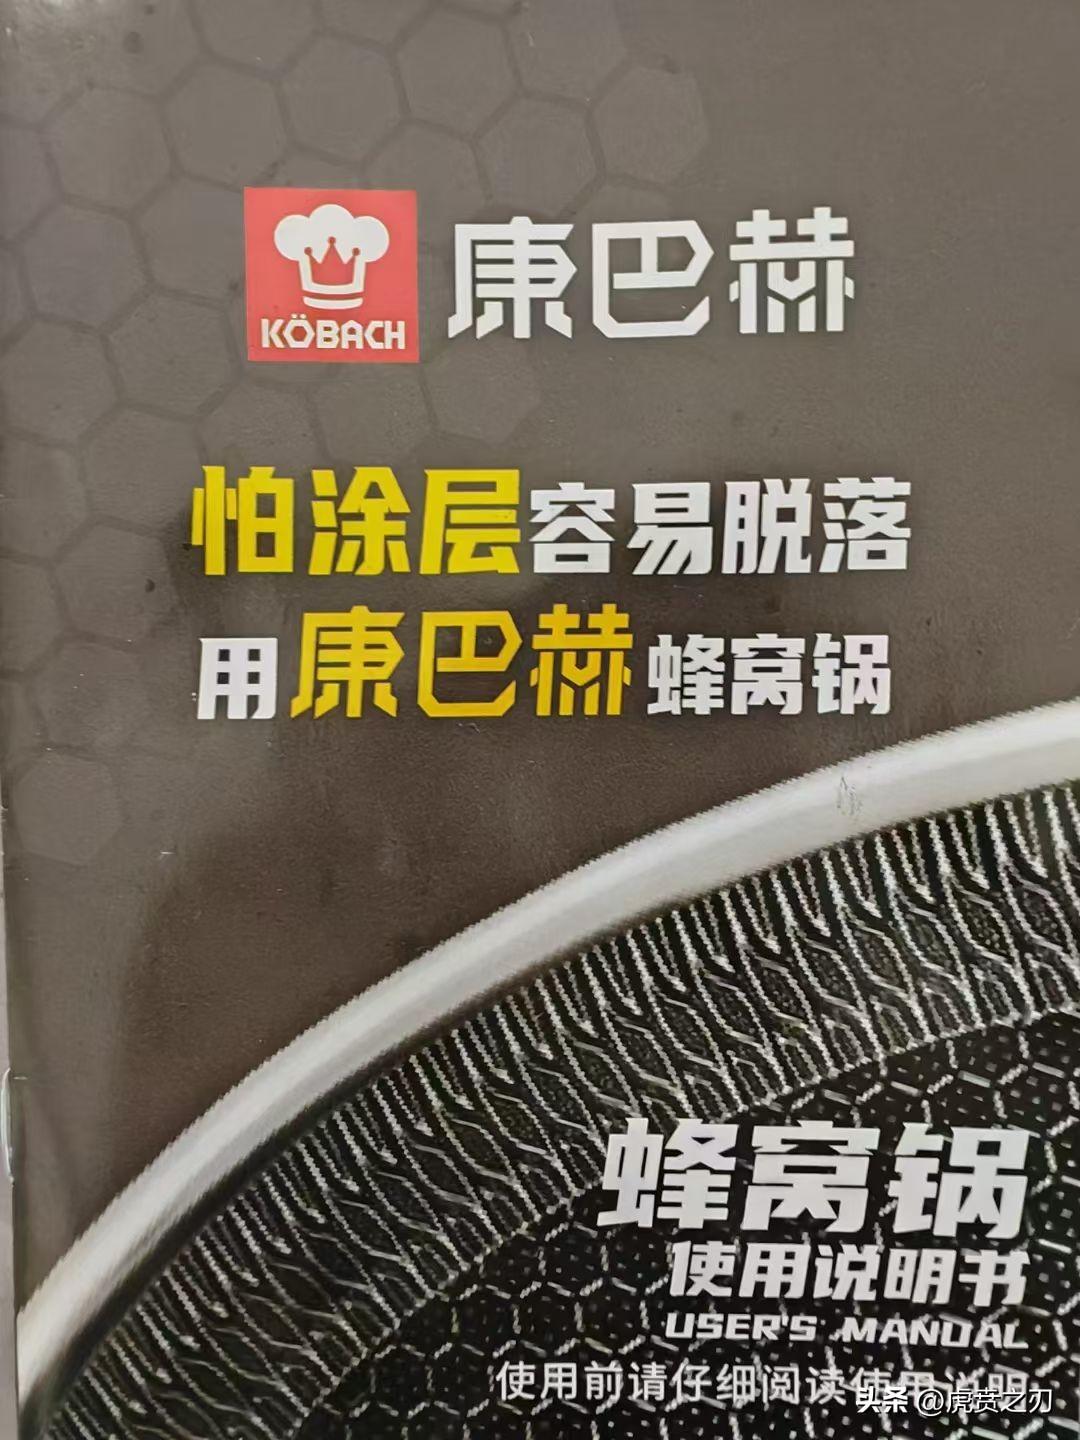 KÖBACH 康巴赫
怕涂层容易脱落
用康巴赫蜂窝锅
蜂窝锅
使用说明书
USER'S MANUAL
使用前请仔细阅读使用说明
头条 @虎贲之刃